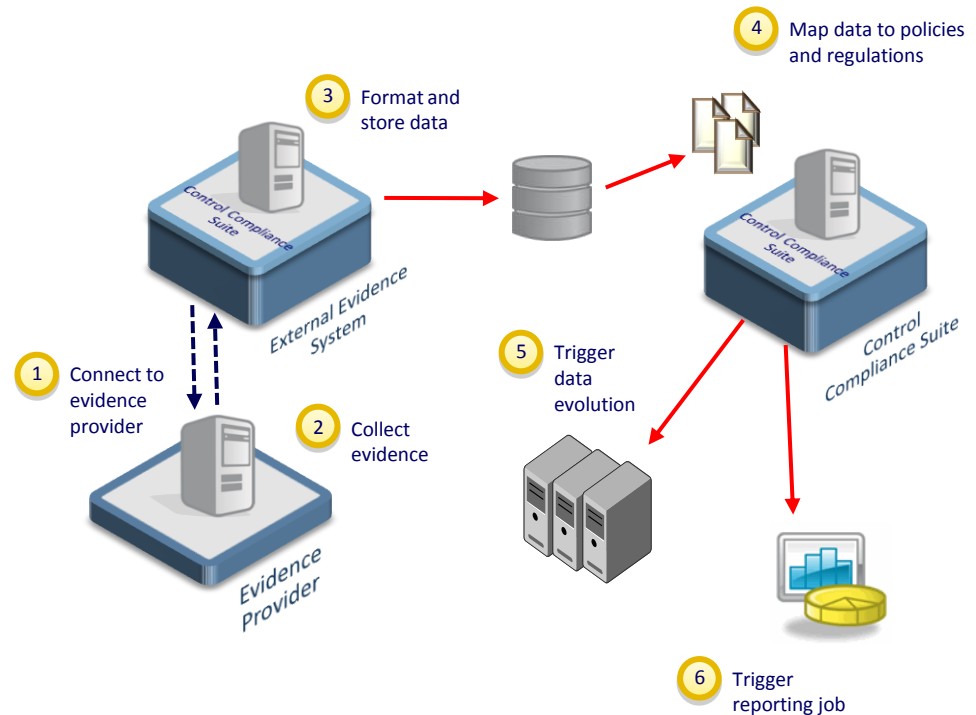 4
Map data to policies
and regulations
3
Format and
store data
Control Compliance
Suite
External Evidence
System
Control Compliance
Suite
Control
Compliance Suite
1
Connect to
evidence
provider
2
Collect
evidence
Evidence
Provider
5
Trigger
data
evolution
6
Trigger
reporting job